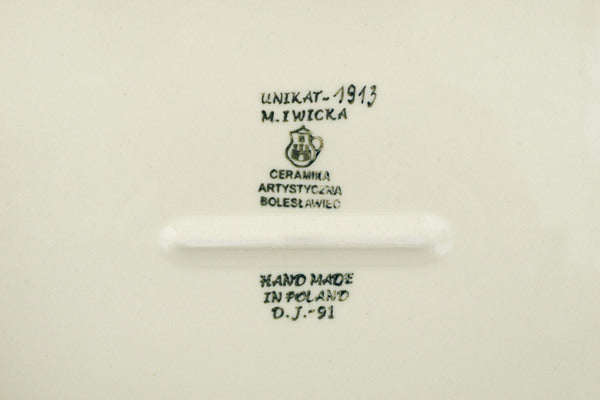 UNIKAT-1913
M.IWICKA
CERAMIKA
ARTYSTYCZNA
BOLESŁAWIEC
HAND MADE
IN POLAND
D.J.-91